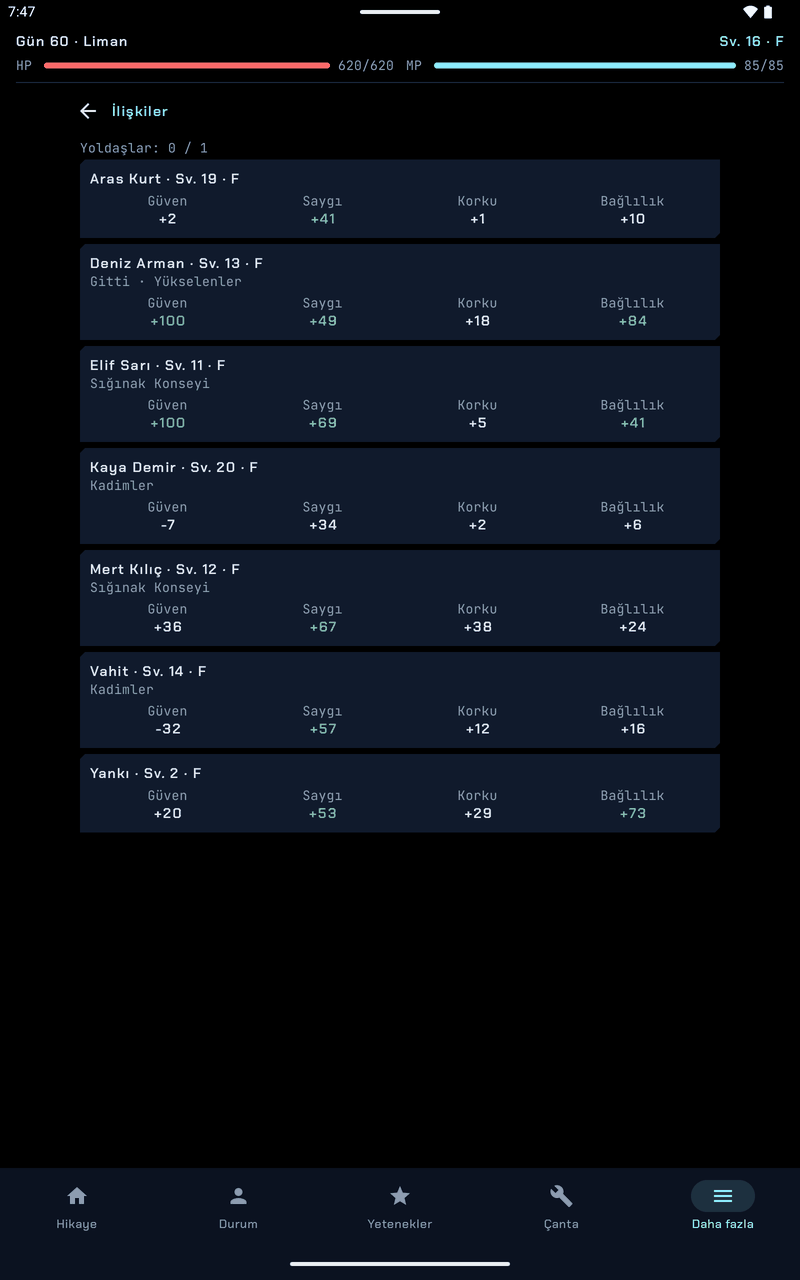 7:47
Gün 60 · Liman
Sv. 16 · F
HP 620/620 MP 85/85
İlişkiler
Yoldaşlar: 0 / 1
Aras Kurt · Sv. 19 · F
Güven Saygı Korku Bağlılık
+2 +41 +1 +10
Deniz Arman · Sv. 13 · F
Gitti · Yükselenler
Güven Saygı Korku Bağlılık
+100 +49 +18 +84
Elif Sarı · Sv. 11 · F
Sığınak Konseyi
Güven Saygı Korku Bağlılık
+100 +69 +5 +41
Kaya Demir · Sv. 20 · F
Kadimler
Güven Saygı Korku Bağlılık
-7 +34 +2 +6
Mert Kılıç · Sv. 12 · F
Sığınak Konseyi
Güven Saygı Korku Bağlılık
+36 +67 +38 +24
Vahit · Sv. 14 · F
Kadimler
Güven Saygı Korku Bağlılık
-32 +57 +12 +16
Yankı · Sv. 2 · F
Güven Saygı Korku Bağlılık
+20 +53 +29 +73
Hikaye Durum Yetenekler Çanta Daha fazla